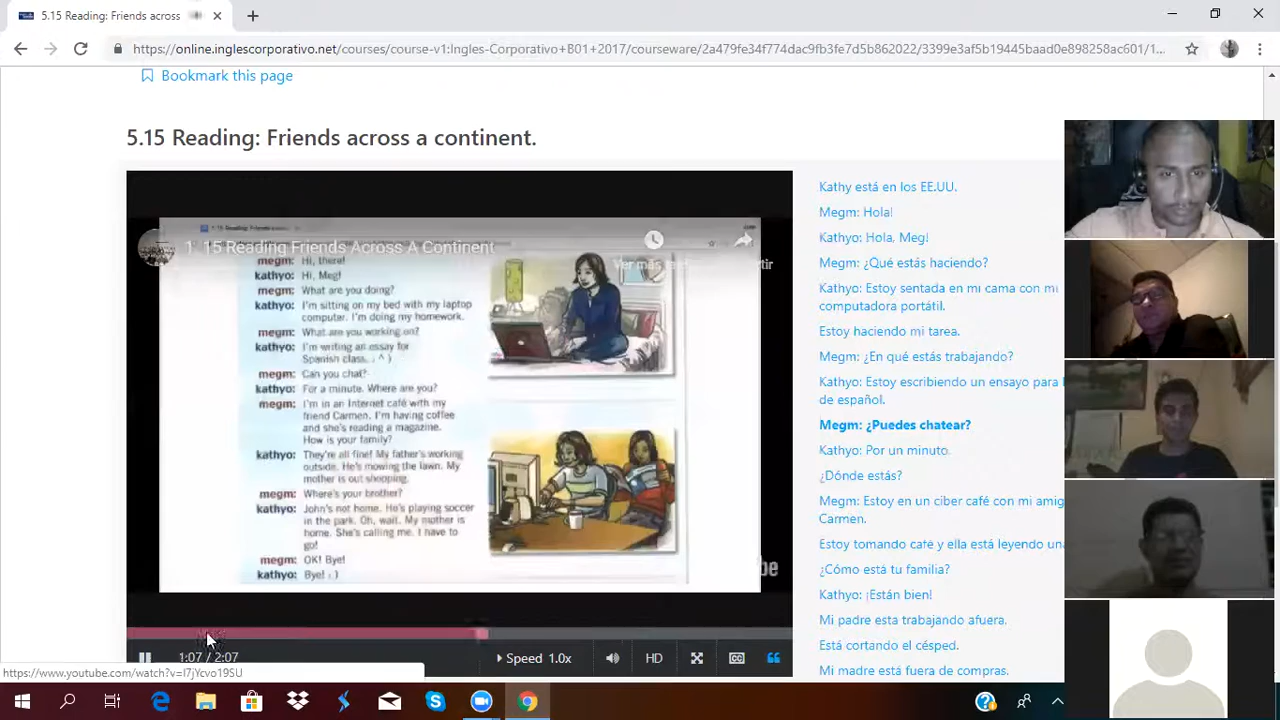 5.15 Reading: Friends across
https://online.inglescorporativo.net/courses/course-v1:Ingles-Corporativo+B01+2017/courseware/2a479fe34f774dac9fb3fe7d5b862022/3399e3af5b19445baad0e898258ac601/1...
Bookmark this page
5.15 Reading: Friends across a continent.
1 15 Reading Friends Across A Continent
Ver más tar
tir
megm: Hi, there!
kathyo: Hi, Meg!
megm: What are you doing?
kathyo: I'm sitting on my bed with my laptop
computer. I'm doing my homework.
megm: What are you working on?
kathyo: I'm writing an essay for
Spanish class. : ^ )
megm: Can you chat?
kathyo: For a minute. Where are you?
megm: I'm in an Internet café with my
friend Carmen. I'm having coffee
and she's reading a magazine.
How is your family?
kathyo: They're all fine! My father's working
outside. He's mowing the lawn. My
mother is out shopping.
megm: Where's your brother?
kathyo: John's not home. He's playing soccer
in the park. Oh, wait. My mother is
home. She's calling me. I have to
go!
megm: OK! Bye!
kathyo: Bye! : )
be
1:07 / 2:07
Speed 1.0x
HD
https://www.youtube.com/watch?v=I7jYcvo19SU
Kathy está en los EE.UU.
Megm: Hola!
Kathyo: Hola, Meg!
Megm: ¿Qué estás haciendo?
Kathyo: Estoy sentada en mi cama con mi
computadora portátil.
Estoy haciendo mi tarea.
Megm: ¿En qué estás trabajando?
Kathyo: Estoy escribiendo un ensayo para l
de español.
Megm: ¿Puedes chatear?
Kathyo: Por un minuto.
¿Dónde estás?
Megm: Estoy en un ciber café con mi amig
Carmen.
Estoy tomando café y ella está leyendo un
¿Cómo está tu familia?
Kathyo: ¡Están bien!
Mi padre esta trabajando afuera.
Está cortando el césped.
Mi madre está fuera de compras.